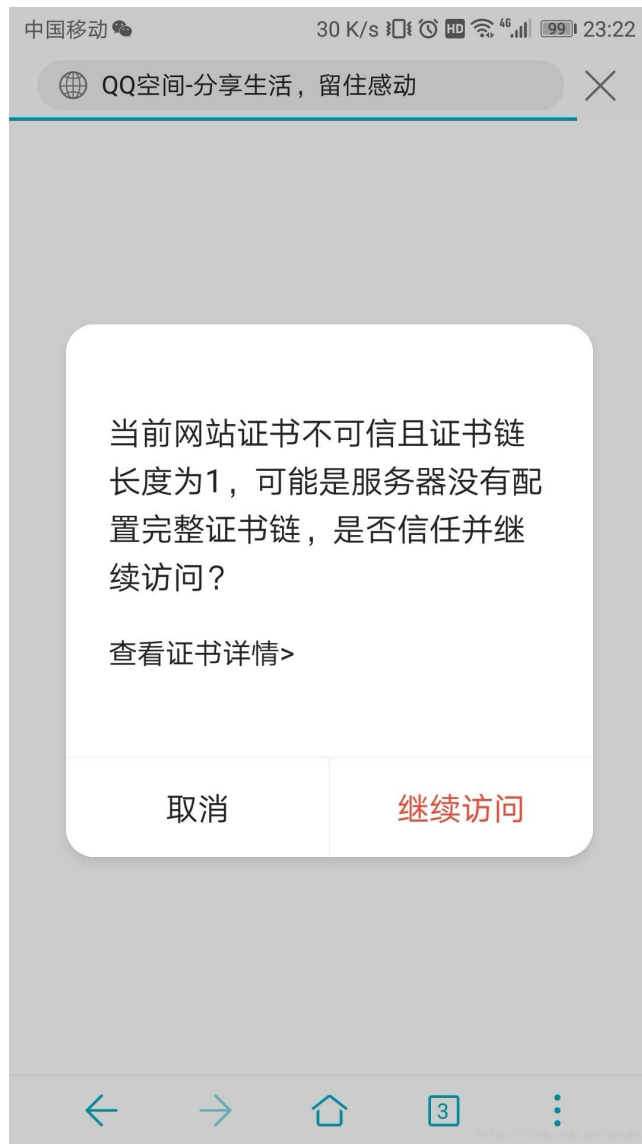 中国移动 30 K/s HD 4G 99 23:22
QQ空间-分享生活，留住感动
当前网站证书不可信且证书链
长度为1，可能是服务器没有配
置完整证书链，是否信任并继
续访问？
查看证书详情>
取消 继续访问
3